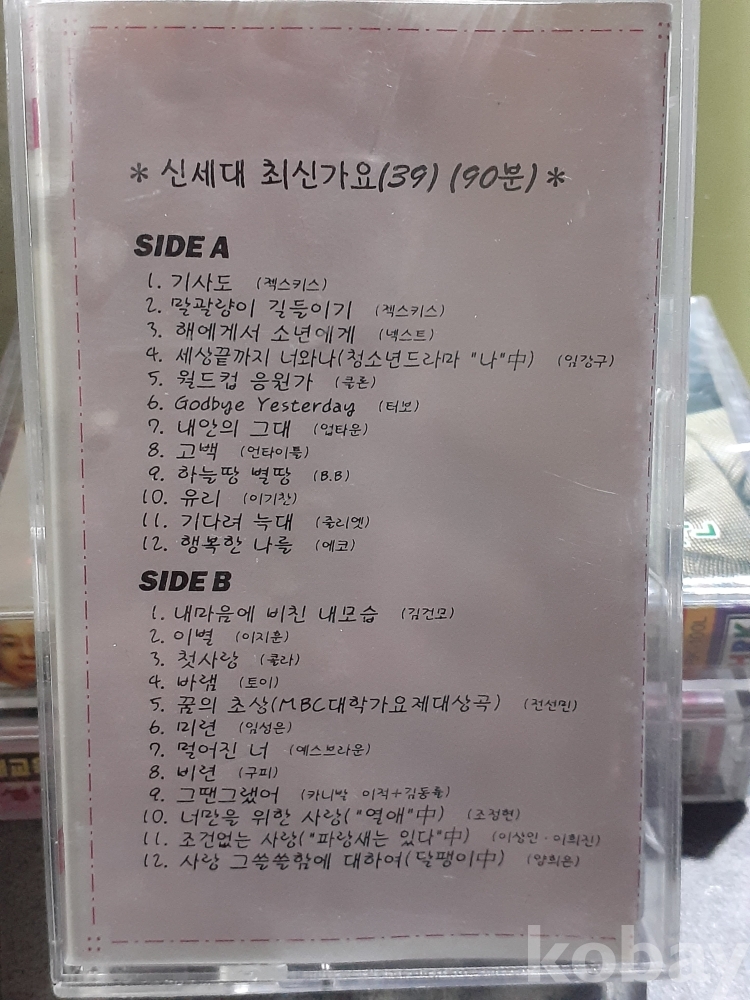 * 신세대 최신가요(39) (90분) *
SIDE A
1. 기사도 (젝스키스)
2. 말괄량이 길들이기 (젝스키스)
3. 해에게서 소년에게 (넥스트)
4. 세상끝까지 너와나(청소년드라마 "나"中) (임강구)
5. 월드컵 응원가 (클론)
6. Godbye Yesterday (터보)
7. 내안의 그대 (업타운)
8. 고백 (언타이틀)
9. 하늘땅 별땅 (B.B)
10. 유리 (이기찬)
11. 기다려 늑대 (줄리엣)
12. 행복한 나를 (에코)
SIDE B
1. 내마음에 비친 내모습 (김건모)
2. 이별 (이지훈)
3. 첫사랑 (쿨라)
4. 바램 (토이)
5. 꿈의 초상(MBC대학가요제대상곡) (전선민)
6. 미련 (임성은)
7. 멀어진 너 (예스브라운)
8. 비련 (구피)
9. 그땐그랬어 (카니발 이적+김동률)
10. 너만을 위한 사랑("열애"中) (조정현)
11. 조건없는 사랑("파랑새는 있다"中) (이상인·이희진)
12. 사랑 그쓸쓸함에 대하여(달팽이中) (양희은)
kobay